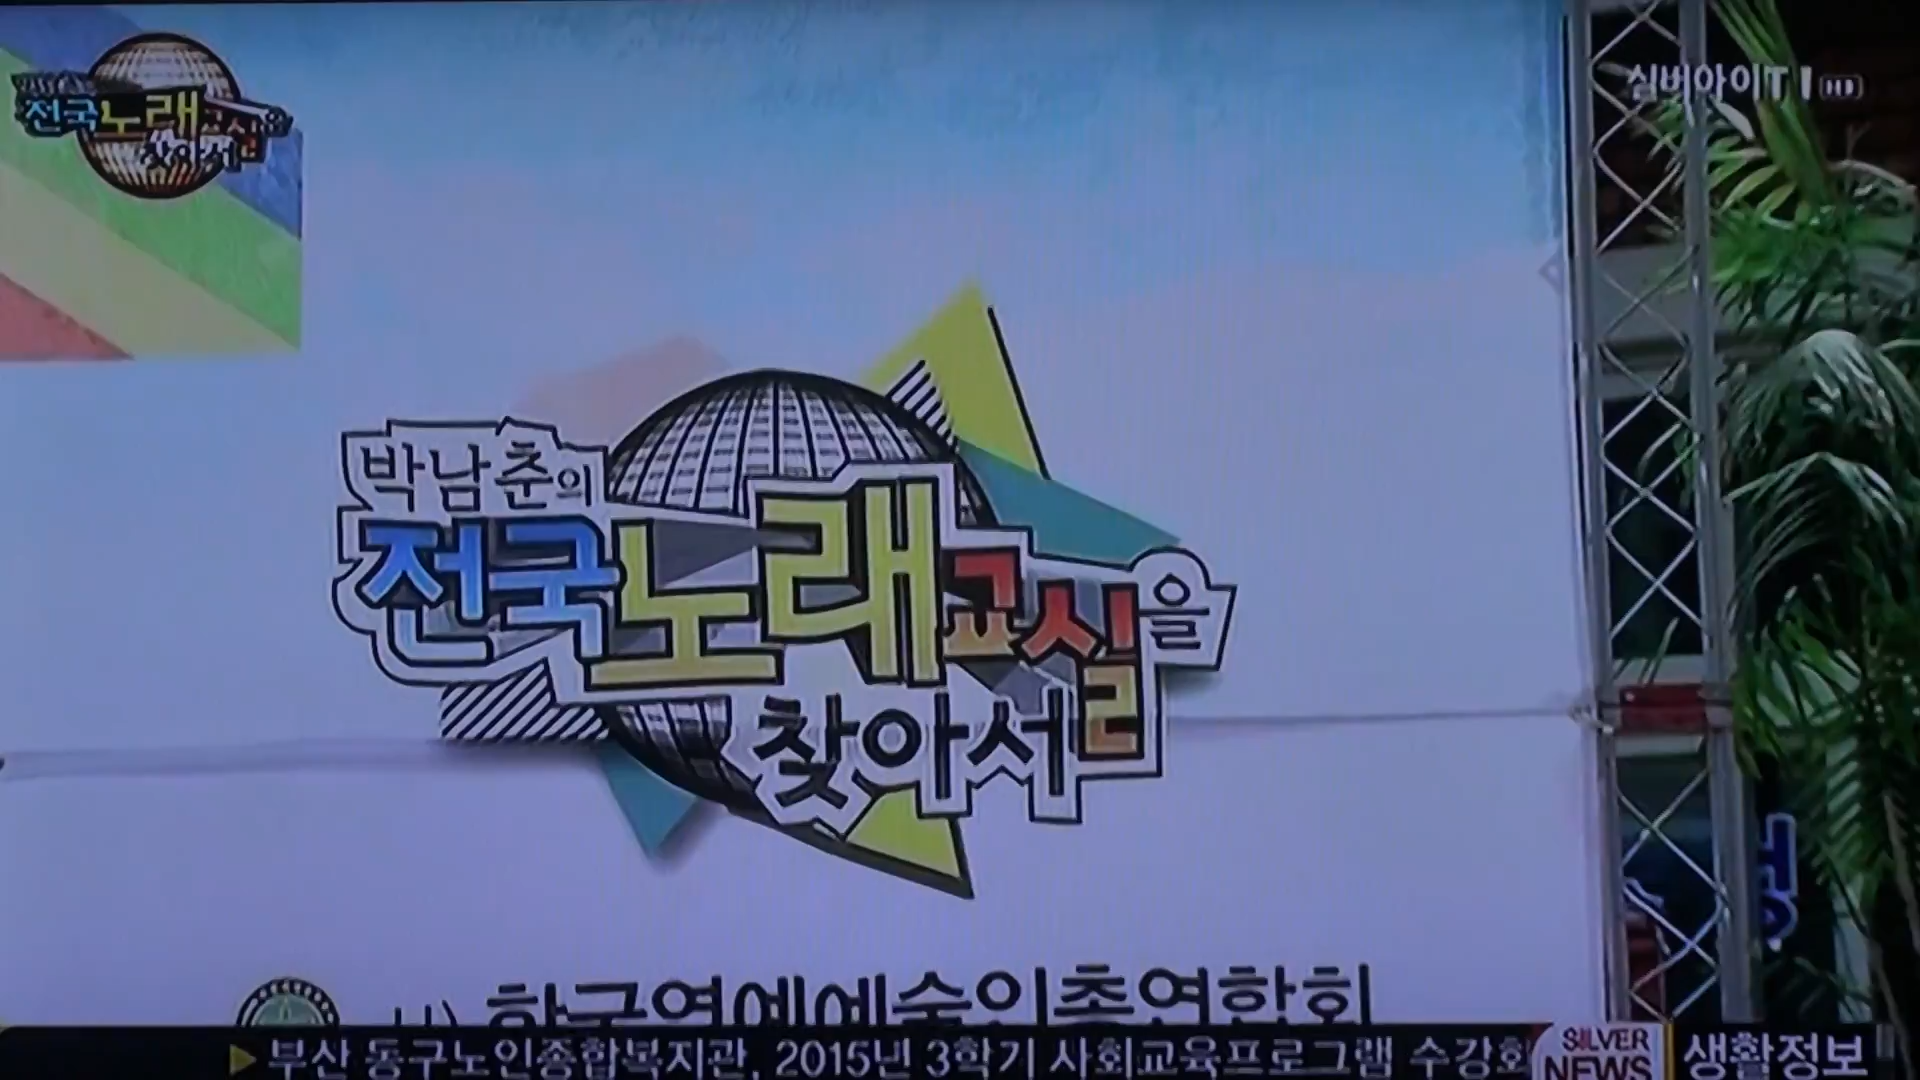 전국노래교실을
찾아서
실버아이TV HD
박남춘의
전국노래교실을
찾아서
한국연예예술인총연합회
▶부산 동구노인종합복지관, 2015년 3학기 사회교육프로그램 수강회
SILVER
NEWS
생활정보